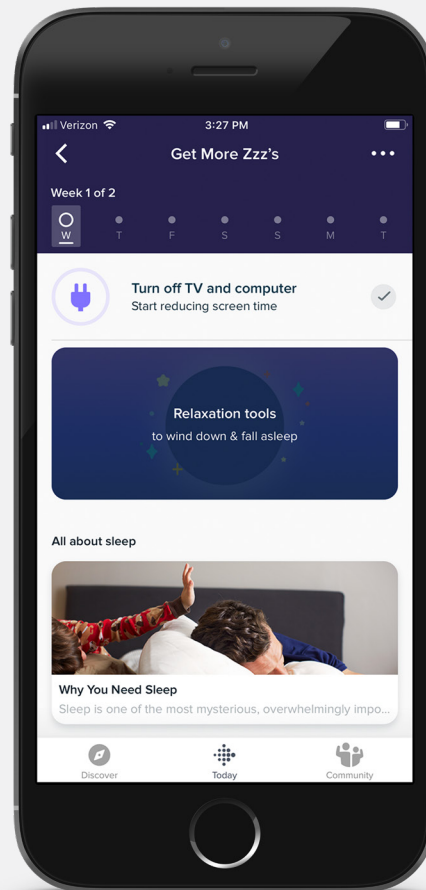 Verizon 3:27 PM
Get More Zzz's
Week 1 of 2
W T F S S M T
Turn off TV and computer
Start reducing screen time
Relaxation tools
to wind down & fall asleep
All about sleep
Why You Need Sleep
Sleep is one of the most mysterious, overwhelmingly impo...
Discover Today Community